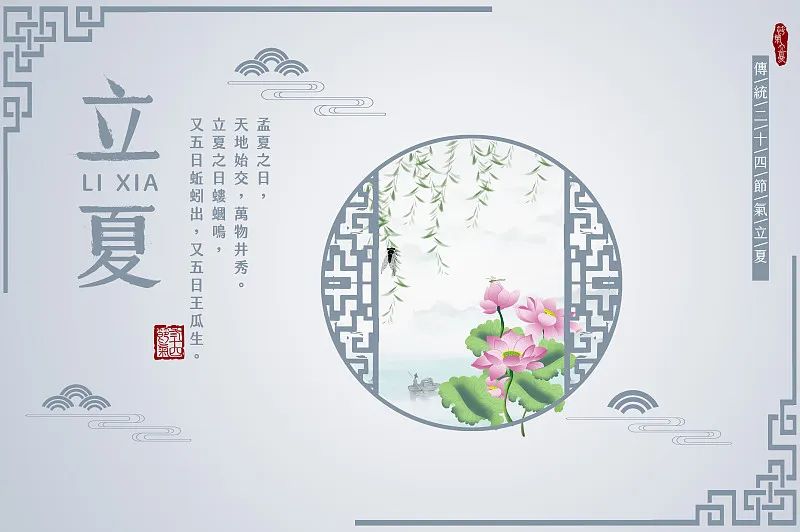 立夏
LI XIA
孟夏之日，
天地始交，萬物井秀。
立夏之日螻蟈鳴，
又五日蚯蚓出，又五日王瓜生。
傳統二十四節氣立夏